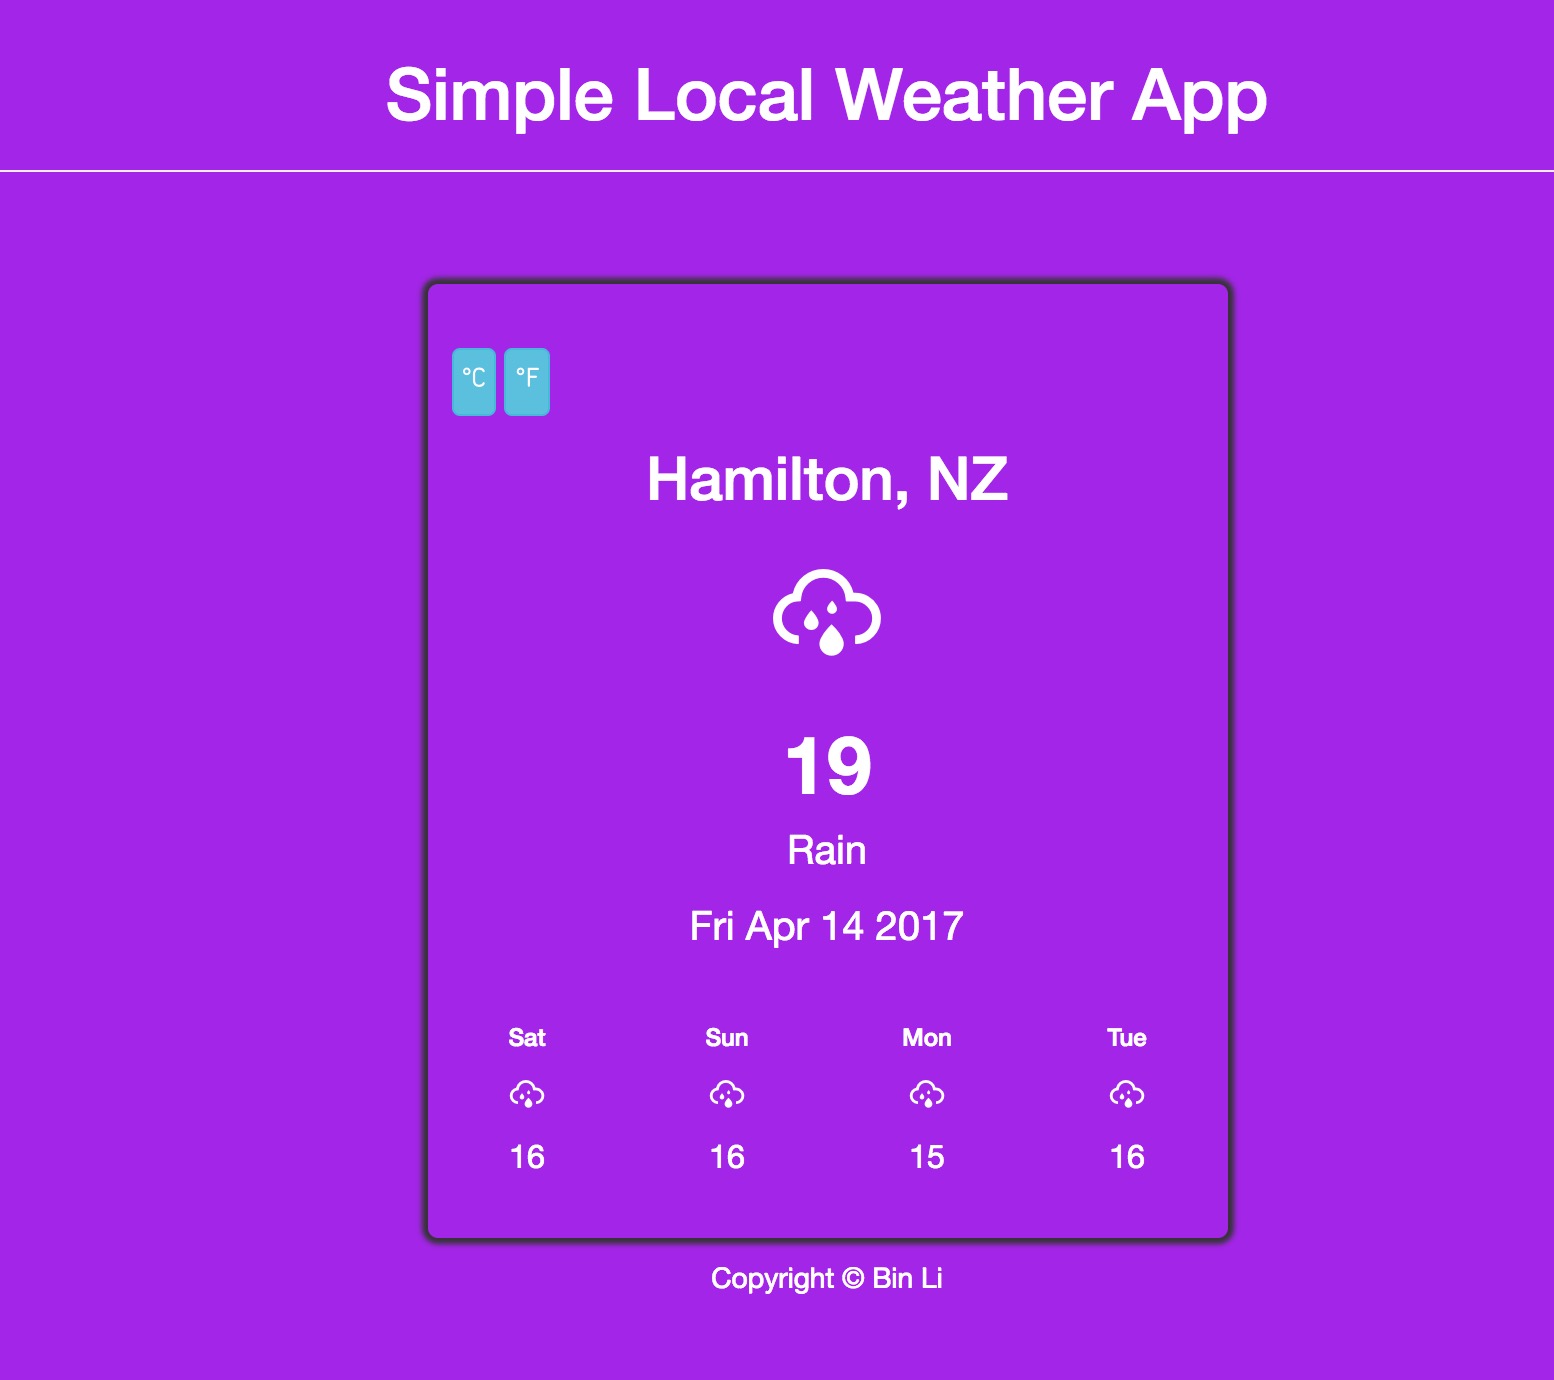 Simple Local Weather App
°C °F
Hamilton, NZ
19
Rain
Fri Apr 14 2017
Sat Sun Mon Tue
16 16 15 16
Copyright © Bin Li